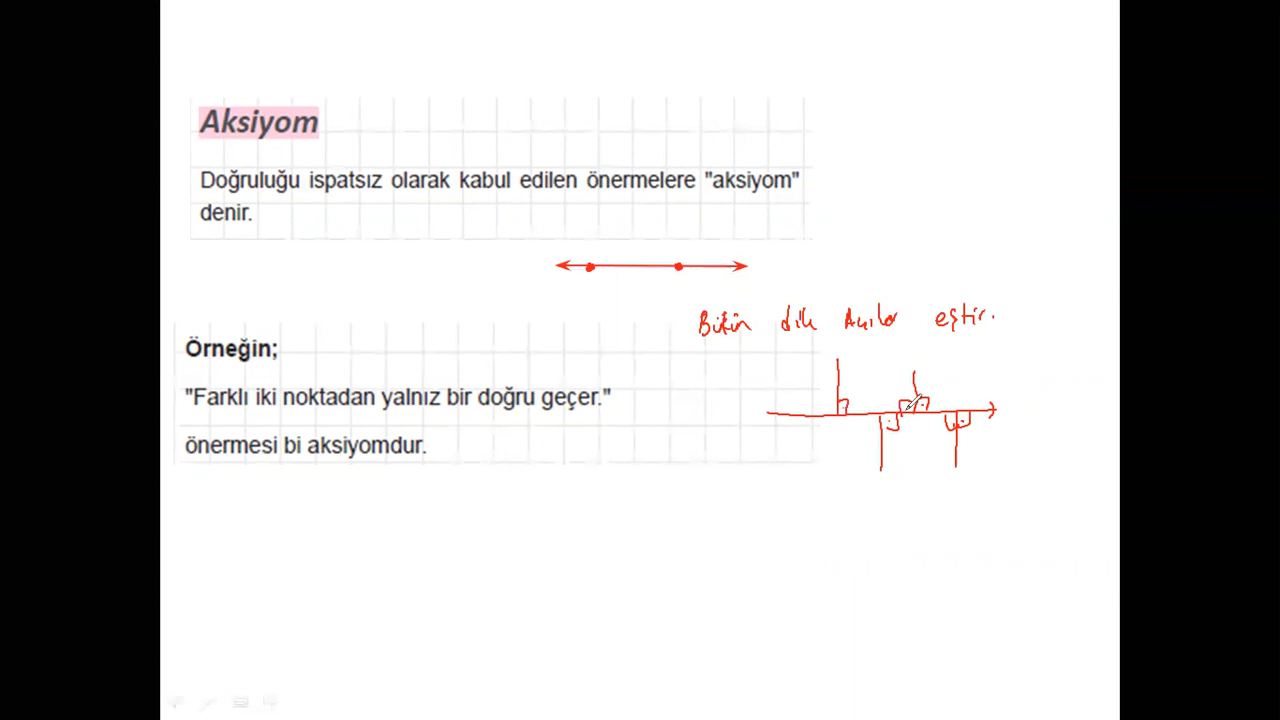 Aksiyom
Doğruluğu ispatsız olarak kabul edilen önermelere "aksiyom"
denir.
Bütün dik Açılar eştir.
Örneğin;
"Farklı iki noktadan yalnız bir doğru geçer."
önermesi bi aksiyomdur.